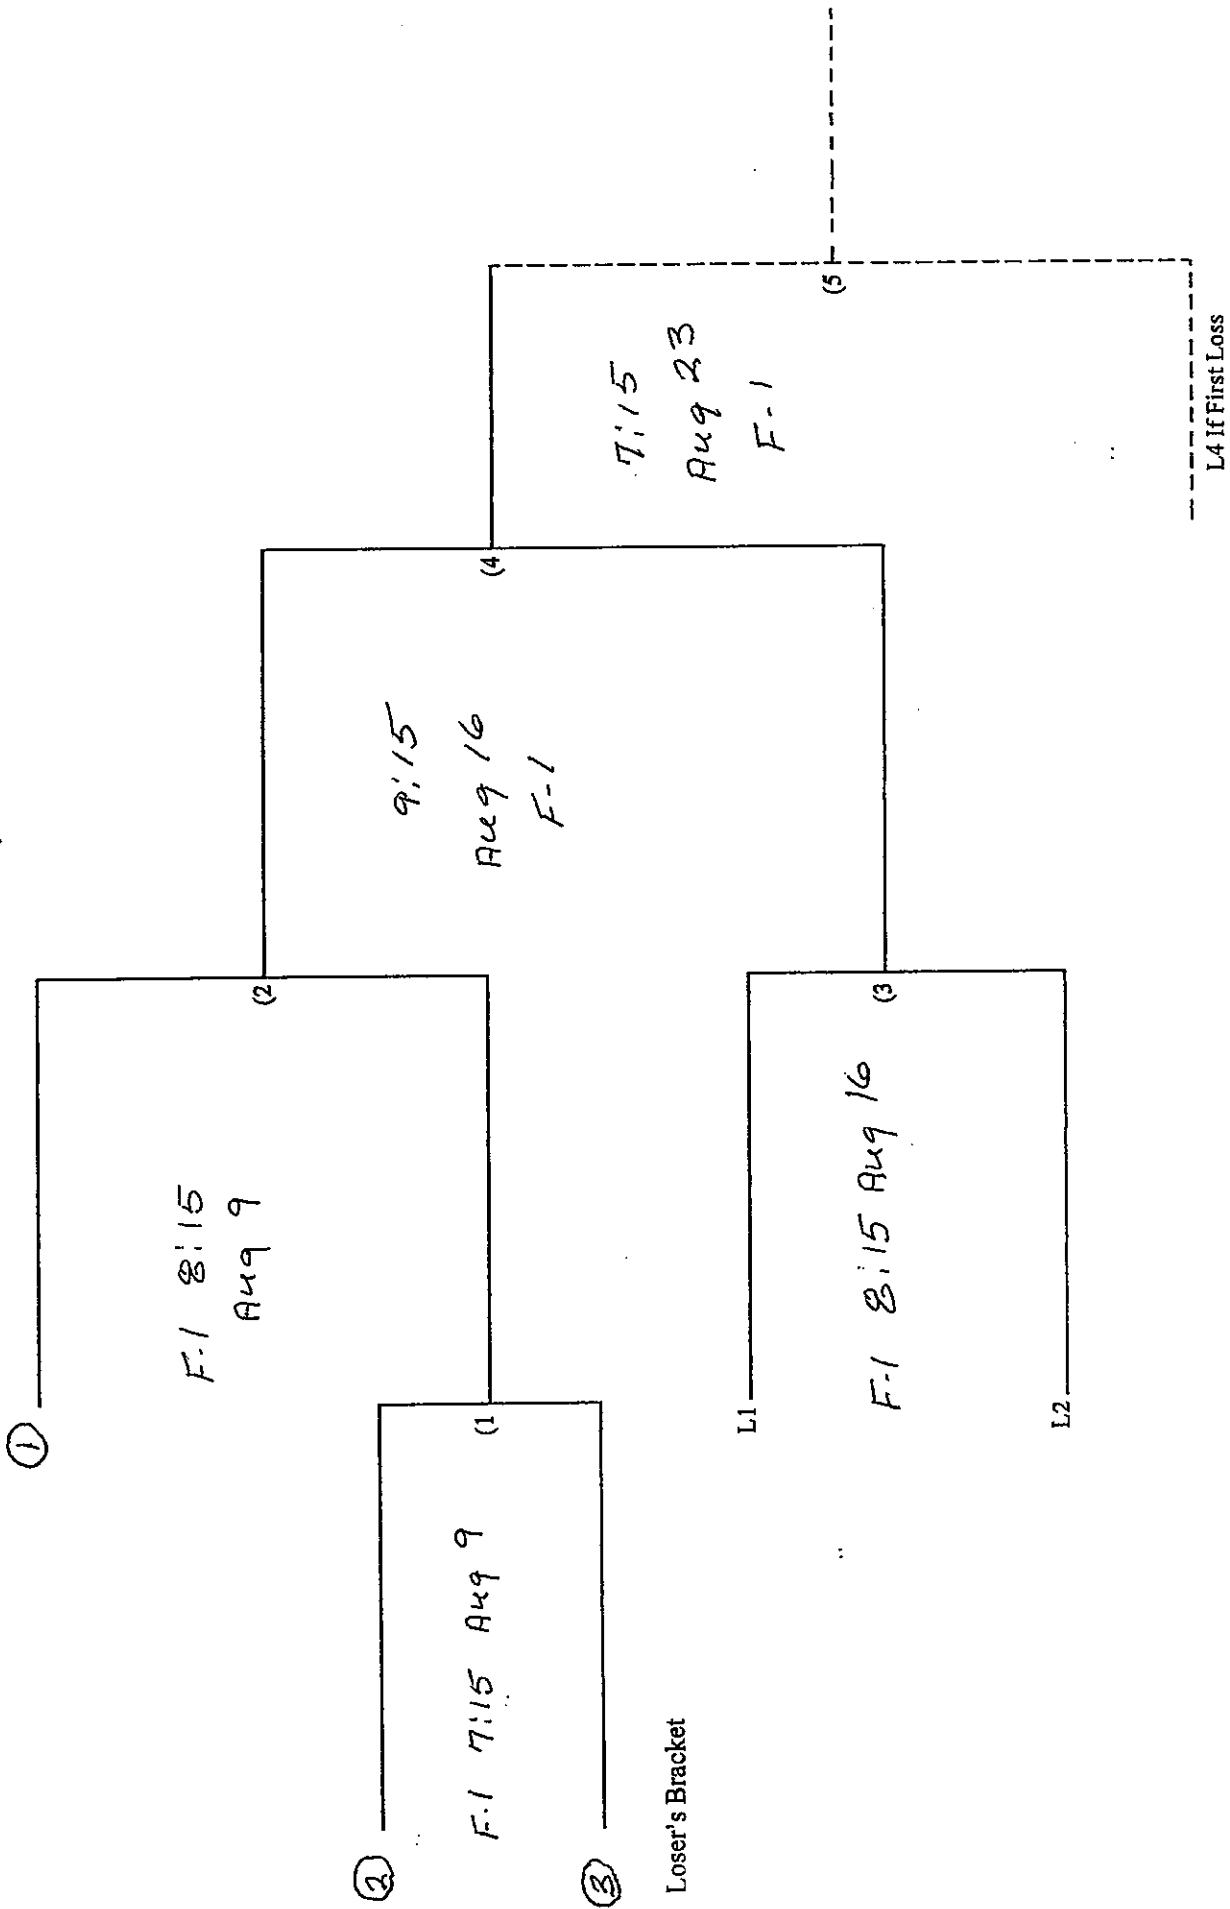 ①
F-1 8:15
Aug 9
(2
②
F-1 7:15 Aug 9
(1
③
9:15
Aug 16
F-1
(4
7:15
Aug 23
F-1
(5
Loser's Bracket
L1
F-1 8:15 Aug 16
(3
L2
L4 If First Loss